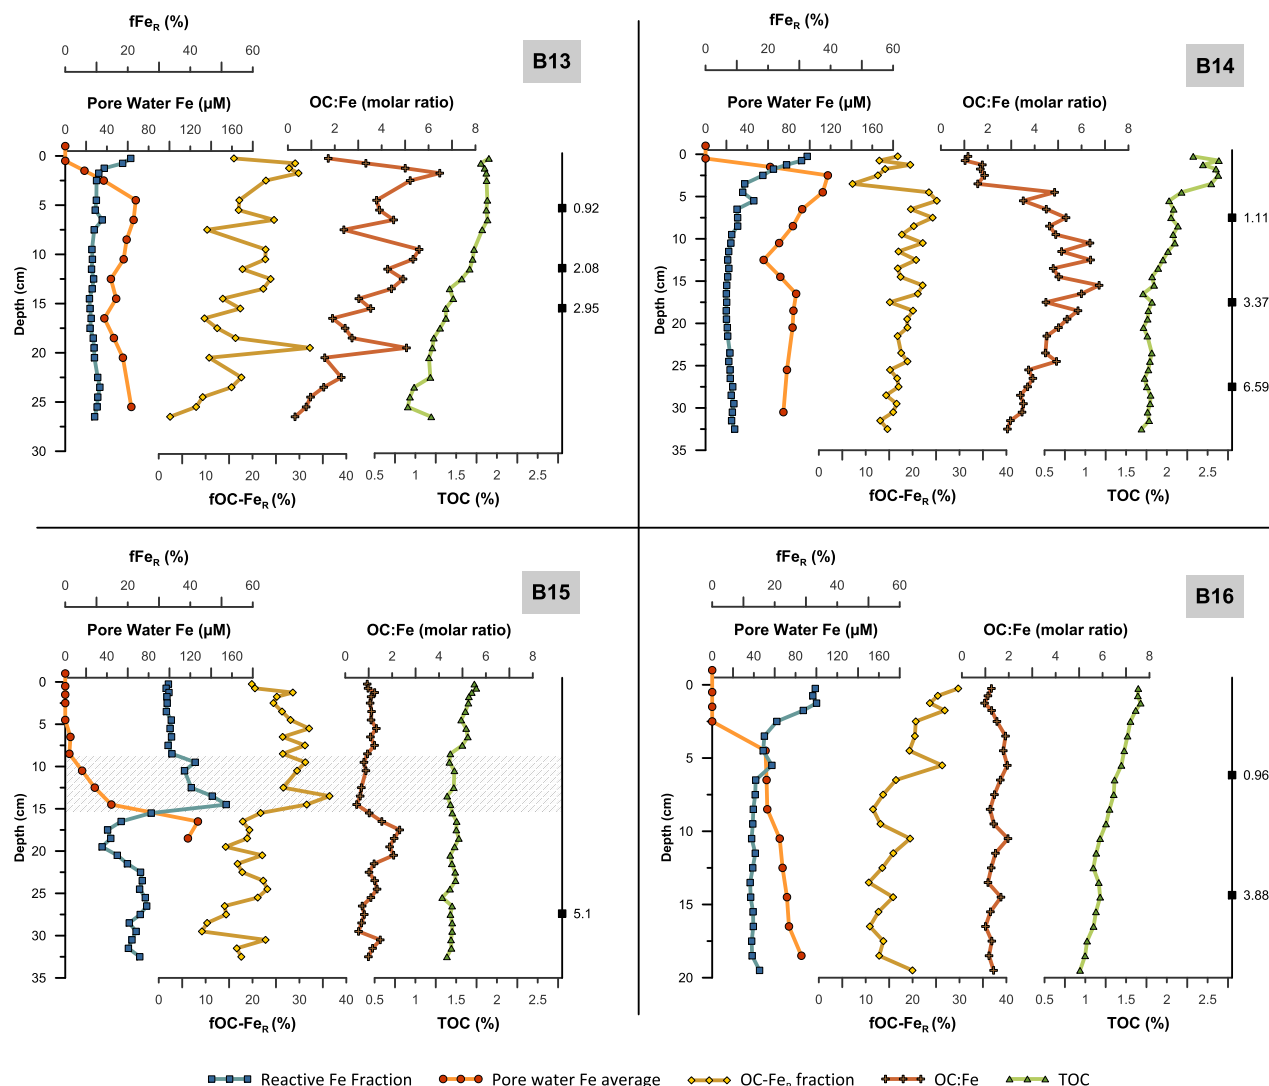 fFeR (%)
0 20 40 60
B13
Pore Water Fe (µM)
0 40 80 120 160
OC:Fe (molar ratio)
0 2 4 6 8
Depth (cm)
0
5
10
15
20
25
30
0.92
2.08
2.95
0 10 20 30 40
fOC-FeR (%)
0.5 1 1.5 2 2.5
TOC (%)
fFeR (%)
0 20 40 60
B14
Pore Water Fe (µM)
0 40 80 120 160
OC:Fe (molar ratio)
0 2 4 6 8
Depth (cm)
0
5
10
15
20
25
30
35
1.11
3.37
6.59
0 10 20 30 40
fOC-FeR (%)
0.5 1 1.5 2 2.5
TOC (%)
fFeR (%)
0 20 40 60
B15
Pore Water Fe (µM)
0 40 80 120 160
OC:Fe (molar ratio)
0 2 4 6 8
Depth (cm)
0
5
10
15
20
25
30
35
5.1
0 10 20 30 40
fOC-FeR (%)
0.5 1 1.5 2 2.5
TOC (%)
fFeR (%)
0 20 40 60
B16
Pore Water Fe (µM)
0 40 80 120 160
OC:Fe (molar ratio)
0 2 4 6 8
Depth (cm)
0
5
10
15
20
0.96
3.88
0 10 20 30 40
fOC-FeR (%)
0.5 1 1.5 2 2.5
TOC (%)
Reactive Fe Fraction Pore water Fe average OC-FeR fraction OC:Fe TOC